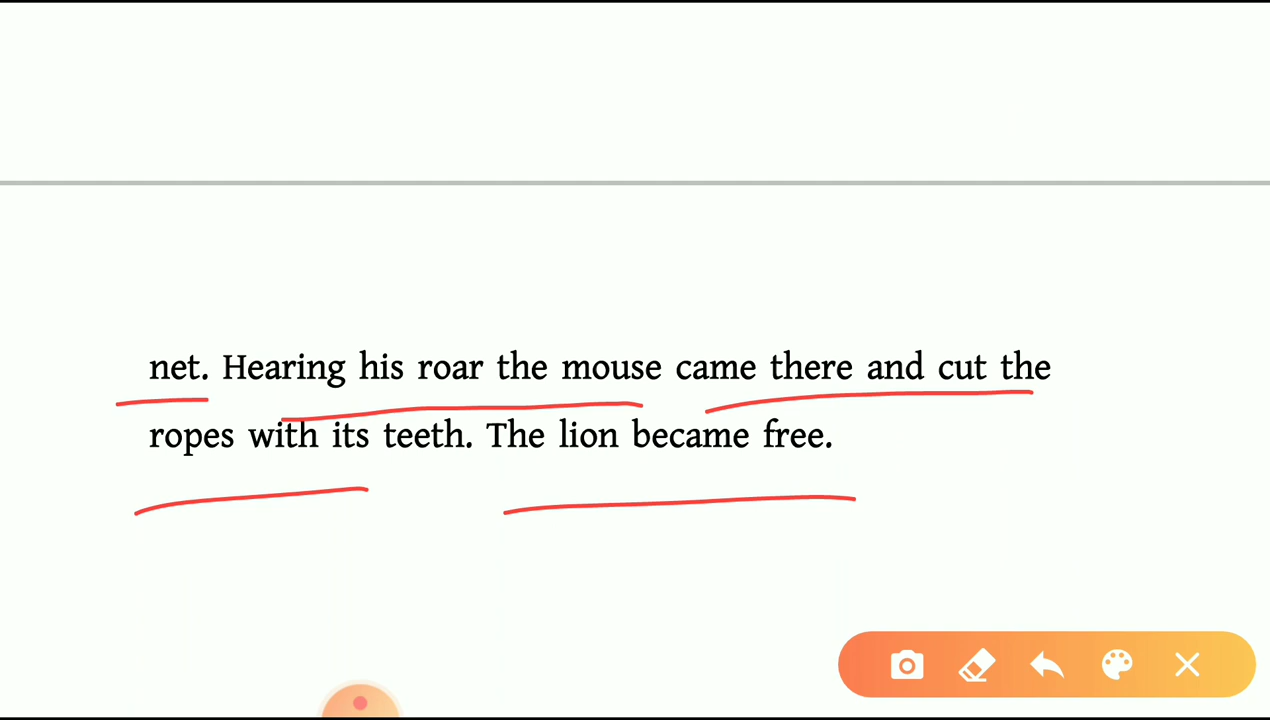 net. Hearing his roar the mouse came there and cut the
ropes with its teeth. The lion became free.